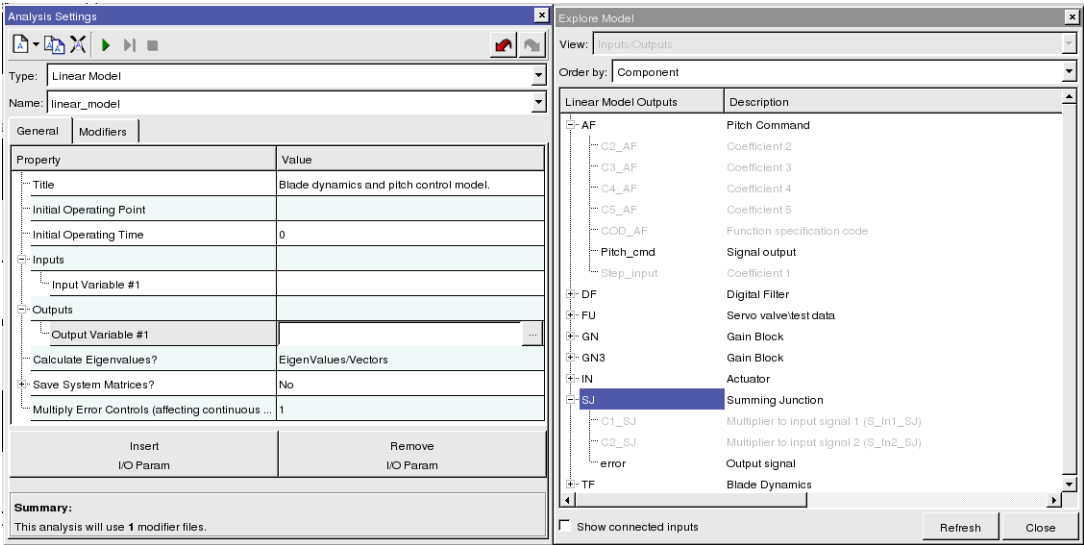 Analysis Settings
Type: Linear Model
Name: linear_model
General Modifiers
Property Value
Title Blade dynamics and pitch control model.
Initial Operating Point
Initial Operating Time 0
Inputs
Input Variable #1
Outputs
Output Variable #1 ...
Calculate Eigenvalues? EigenValues/Vectors
Save System Matrices? No
Multiply Error Controls (affecting continuous ... 1
Insert
I/O Param
Remove
I/O Param
Summary:
This analysis will use 1 modifier files.
Explore Model
View: Inputs/Outputs
Order by: Component
Linear Model Outputs Description
AF Pitch Command
C2_AF Coefficient 2
C3_AF Coefficient 3
C4_AF Coefficient 4
C5_AF Coefficient 5
COD_AF Function specification code
Pitch_cmd Signal output
Step_input Coefficient 1
DF Digital Filter
FU Servo valve\test data
GN Gain Block
GN3 Gain Block
IN Actuator
SJ Summing Junction
C1_SJ Multiplier to input signal 1 (S_In1_SJ)
C2_SJ Multiplier to input signal 2 (S_In2_SJ)
error Output signal
TF Blade Dynamics
Show connected inputs
Refresh Close